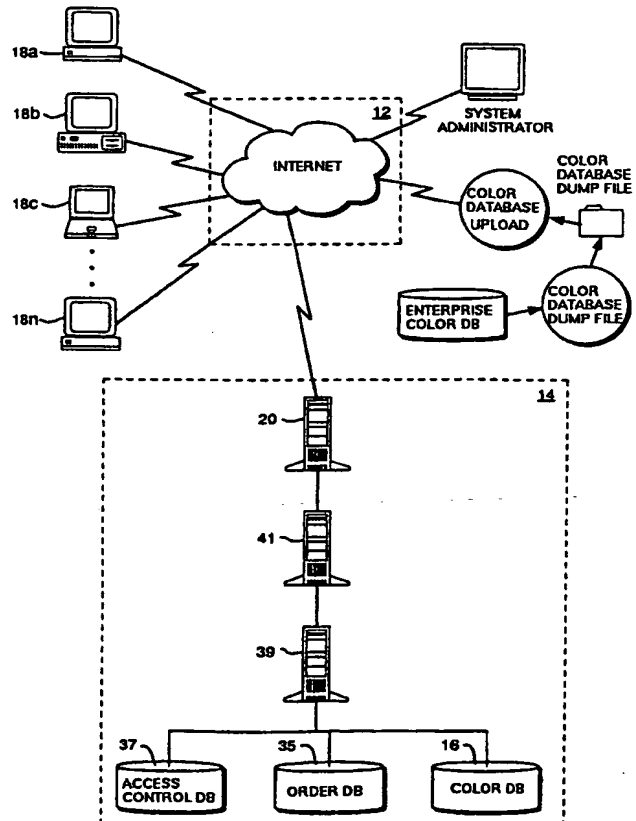 18a
18b
18c
18n
12
INTERNET
SYSTEM
ADMINISTRATOR
COLOR
DATABASE
UPLOAD
COLOR
DATABASE
DUMP FILE
ENTERPRISE
COLOR DB
COLOR
DATABASE
DUMP FILE
14
20
41
39
37
ACCESS
CONTROL DB
35
ORDER DB
16
COLOR DB